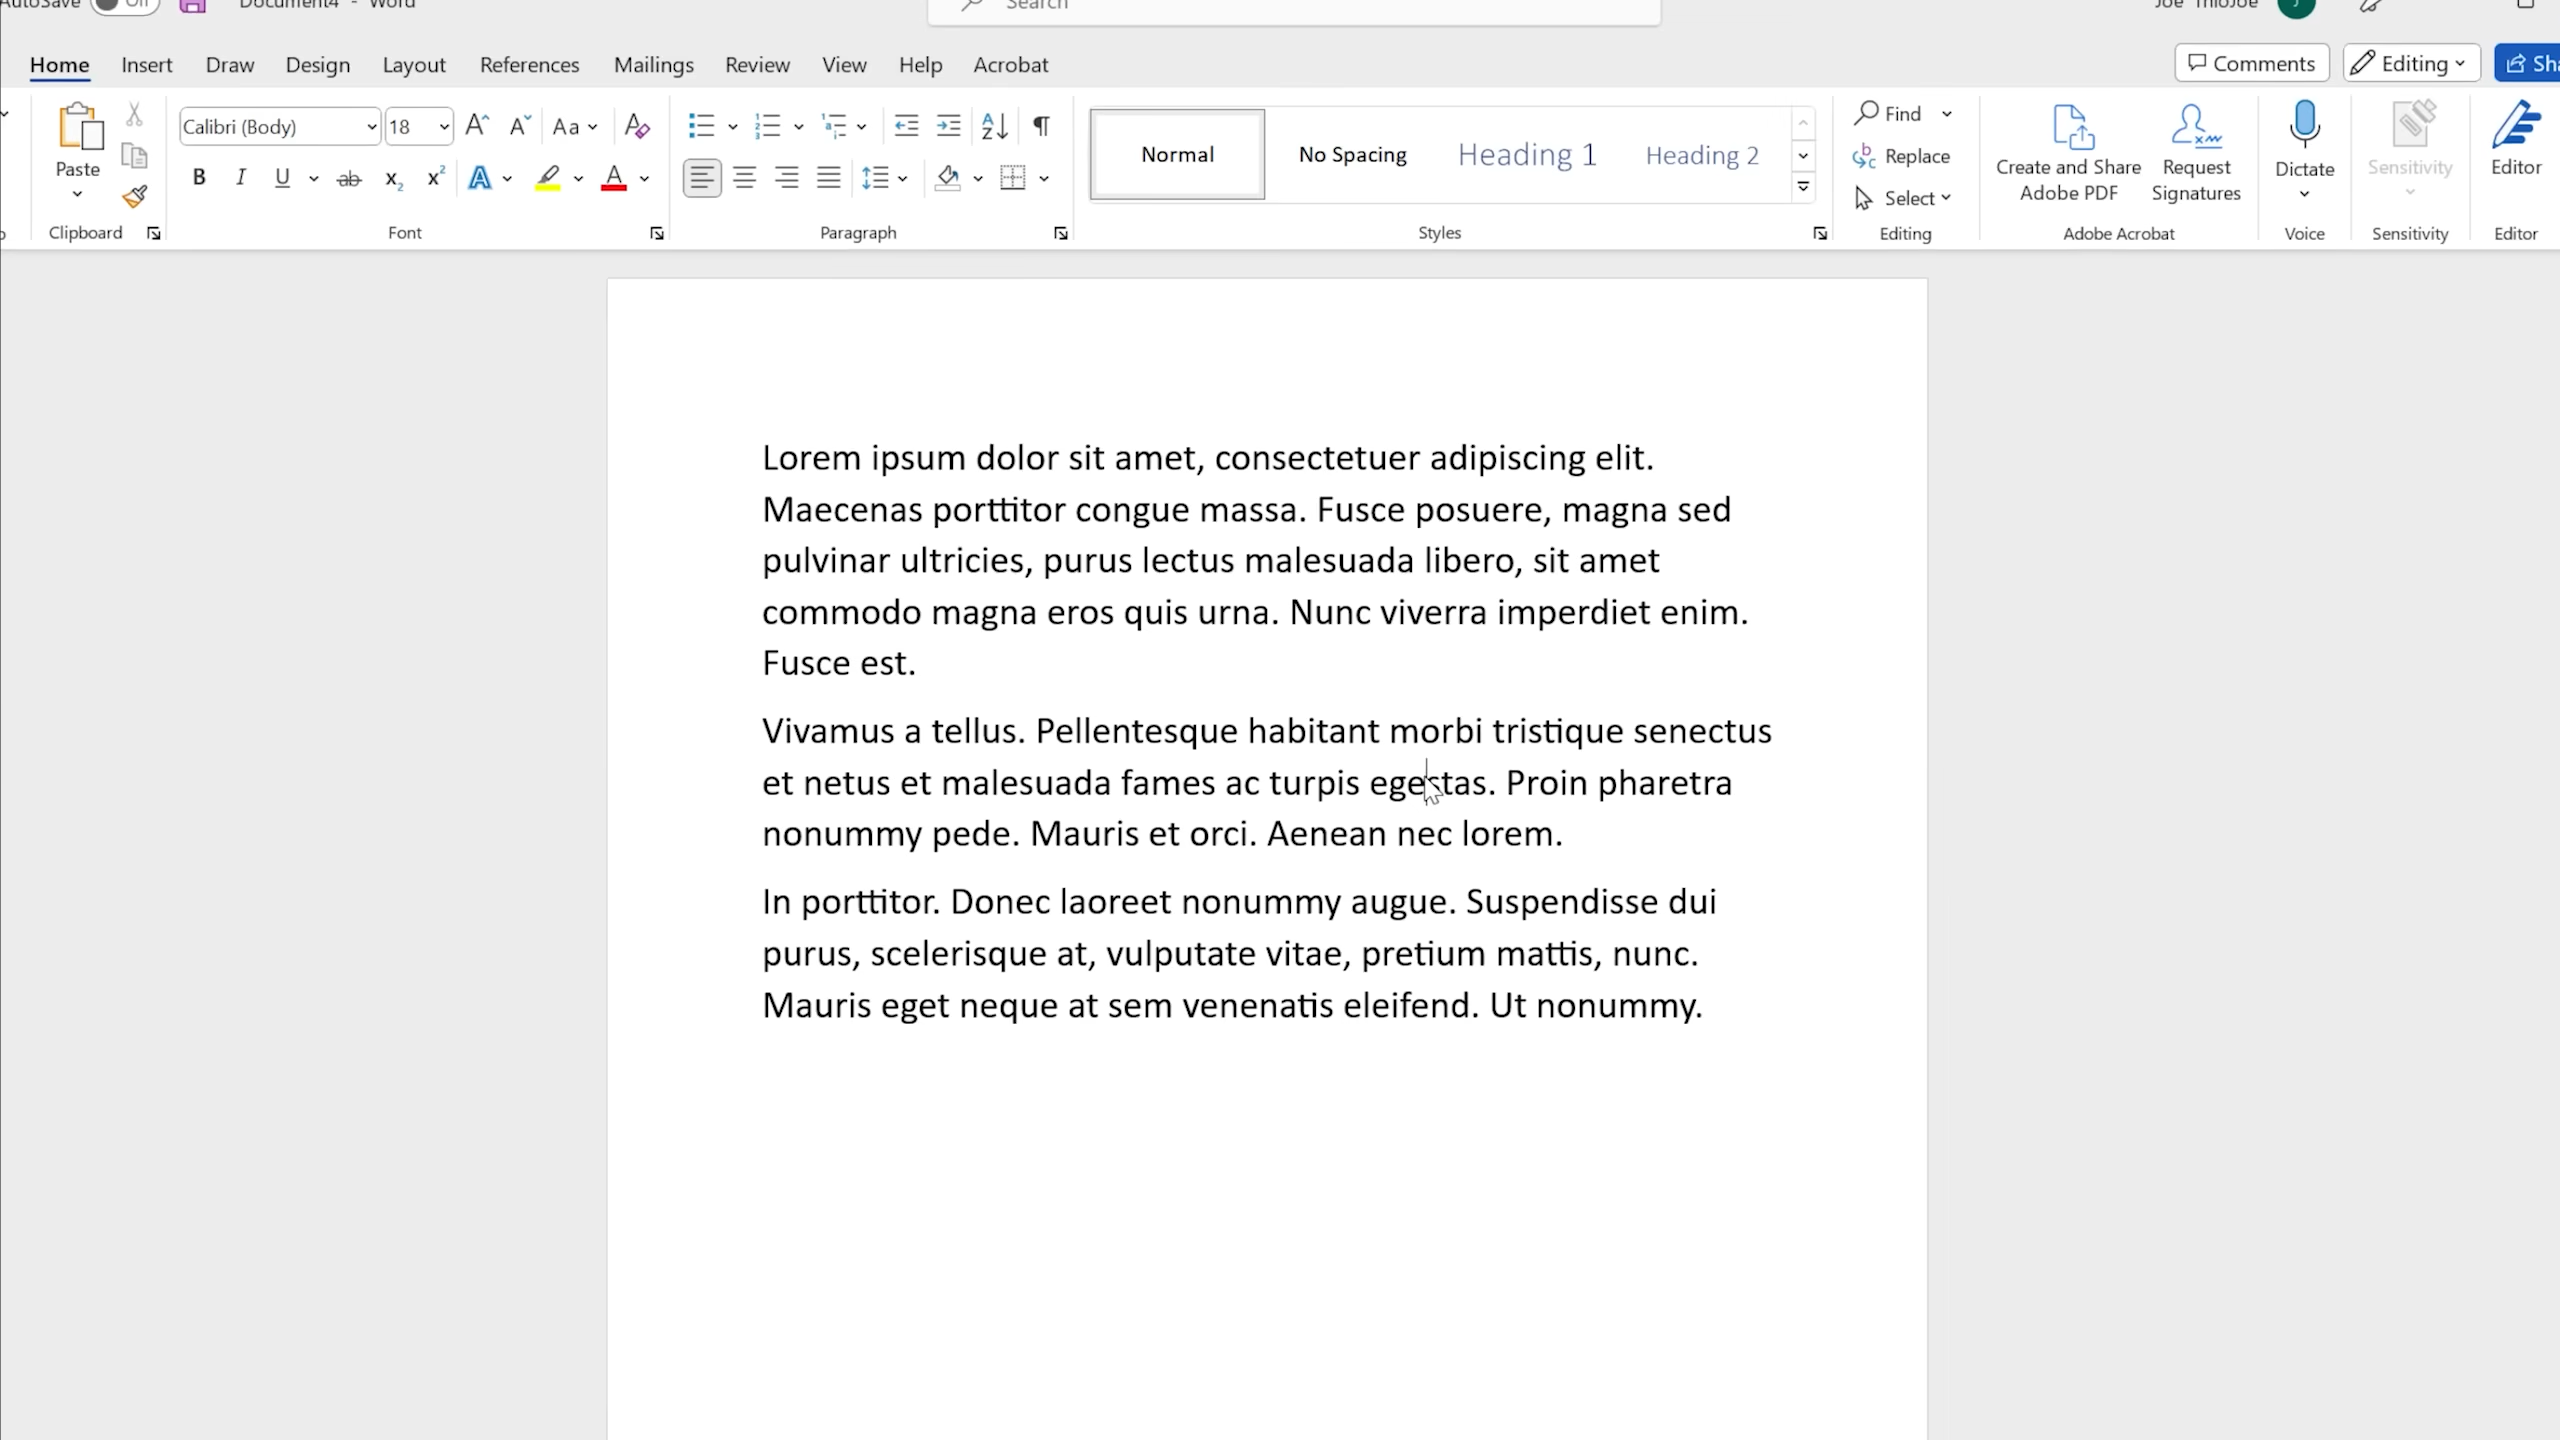 AutoSave Off Document4 - Word Search Joe ThioJoe J
Home Insert Draw Design Layout References Mailings Review View Help Acrobat Comments Editing
Paste
Calibri (Body) 18 Aa
Normal No Spacing Heading 1 Heading 2
Find
Replace
Select
Create and Share Adobe PDF
Request Signatures
Dictate
Sensitivity
Editor
Clipboard Font Paragraph Styles Editing Adobe Acrobat Voice Sensitivity Editor
Lorem ipsum dolor sit amet, consectetuer adipiscing elit.
Maecenas porttitor congue massa. Fusce posuere, magna sed
pulvinar ultricies, purus lectus malesuada libero, sit amet
commodo magna eros quis urna. Nunc viverra imperdiet enim.
Fusce est.
Vivamus a tellus. Pellentesque habitant morbi tristique senectus
et netus et malesuada fames ac turpis egestas. Proin pharetra
nonummy pede. Mauris et orci. Aenean nec lorem.
In porttitor. Donec laoreet nonummy augue. Suspendisse dui
purus, scelerisque at, vulputate vitae, pretium mattis, nunc.
Mauris eget neque at sem venenatis eleifend. Ut nonummy.